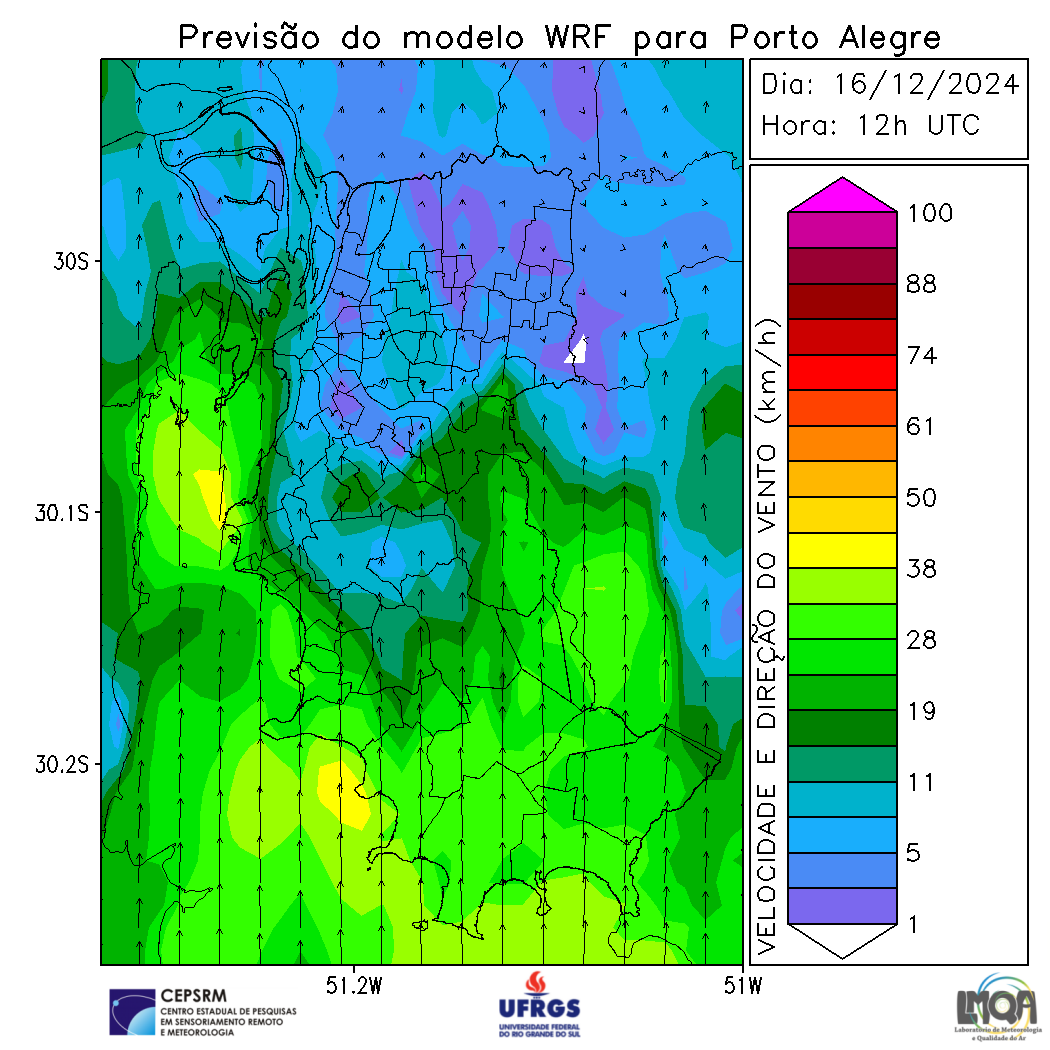 Previsão do modelo WRF para Porto Alegre
Dia: 16/12/2024
Hora: 12h UTC
30S
30.1S
30.2S
51.2W
51W
VELOCIDADE E DIREÇÃO DO VENTO (km/h)
100
88
74
61
50
38
28
19
11
5
1
CEPSRM
CENTRO ESTADUAL DE PESQUISAS
EM SENSORIAMENTO REMOTO
E METEOROLOGIA
UFRGS
UNIVERSIDADE FEDERAL
DO RIO GRANDE DO SUL
LMQA
Laboratório de Meteorologia
e Qualidade do Ar